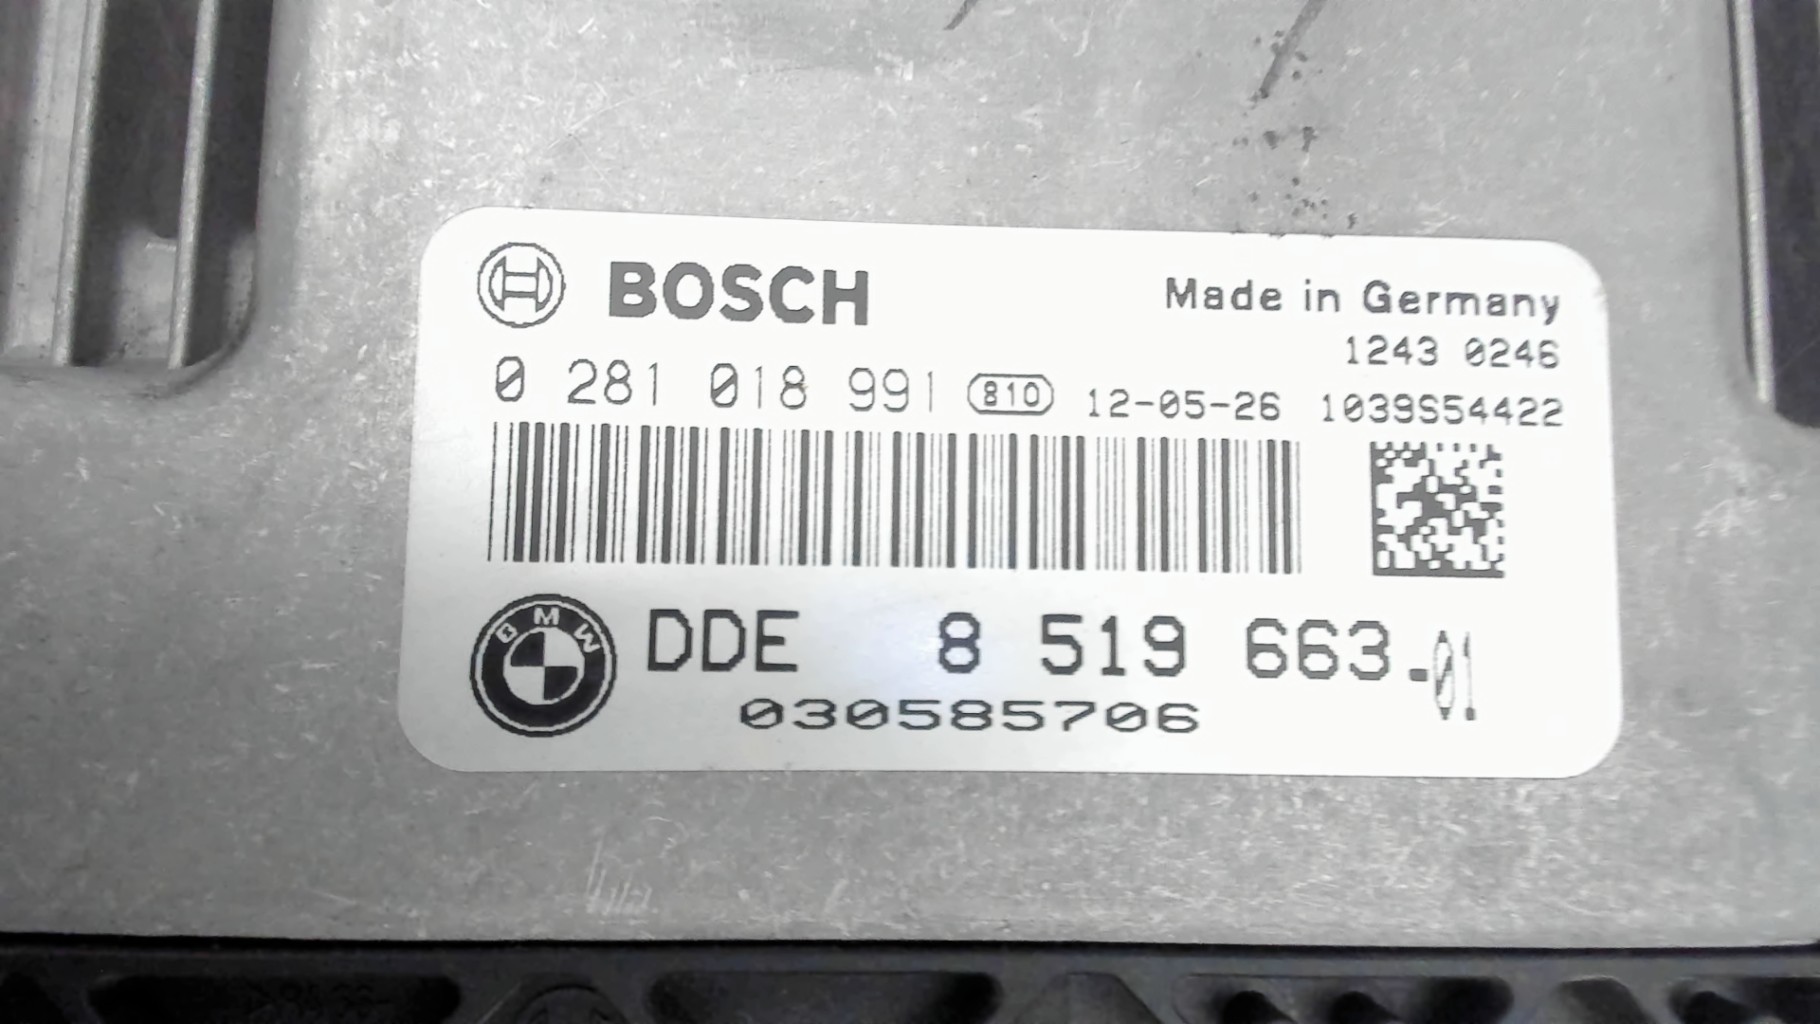 BOSCH
Made in Germany
1243 0246
0 281 018 991 810 12-05-26 1039S54422
BMW
DDE 8 519 663.-01
030585706